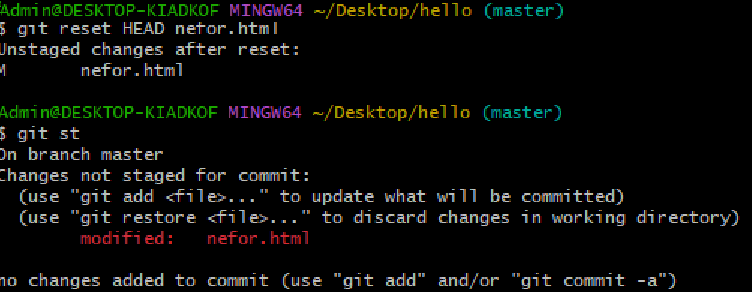 Admin@DESKTOP-KIADKOF MINGW64 ~/Desktop/hello (master)
$ git reset HEAD nefor.html
Unstaged changes after reset:
M       nefor.html

Admin@DESKTOP-KIADKOF MINGW64 ~/Desktop/hello (master)
$ git st
On branch master
Changes not staged for commit:
  (use "git add <file>..." to update what will be committed)
  (use "git restore <file>..." to discard changes in working directory)
        modified:   nefor.html

no changes added to commit (use "git add" and/or "git commit -a")